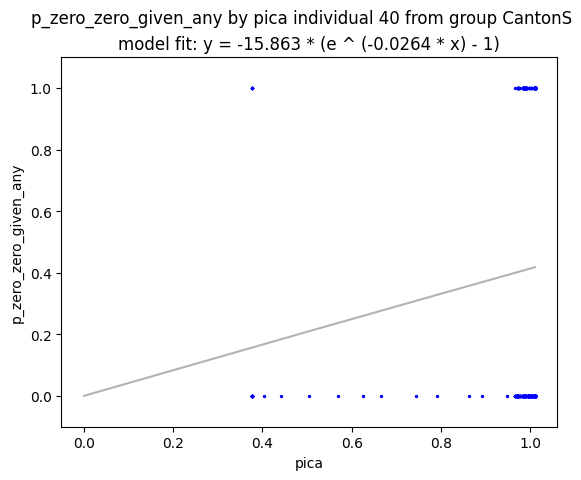 p_zero_zero_given_any by pica individual 40 from group CantonS
model fit: y = -15.863 * (e ^ (-0.0264 * x) - 1)
p_zero_zero_given_any
1.0
0.8
0.6
0.4
0.2
0.0
0.0 0.2 0.4 0.6 0.8 1.0
pica